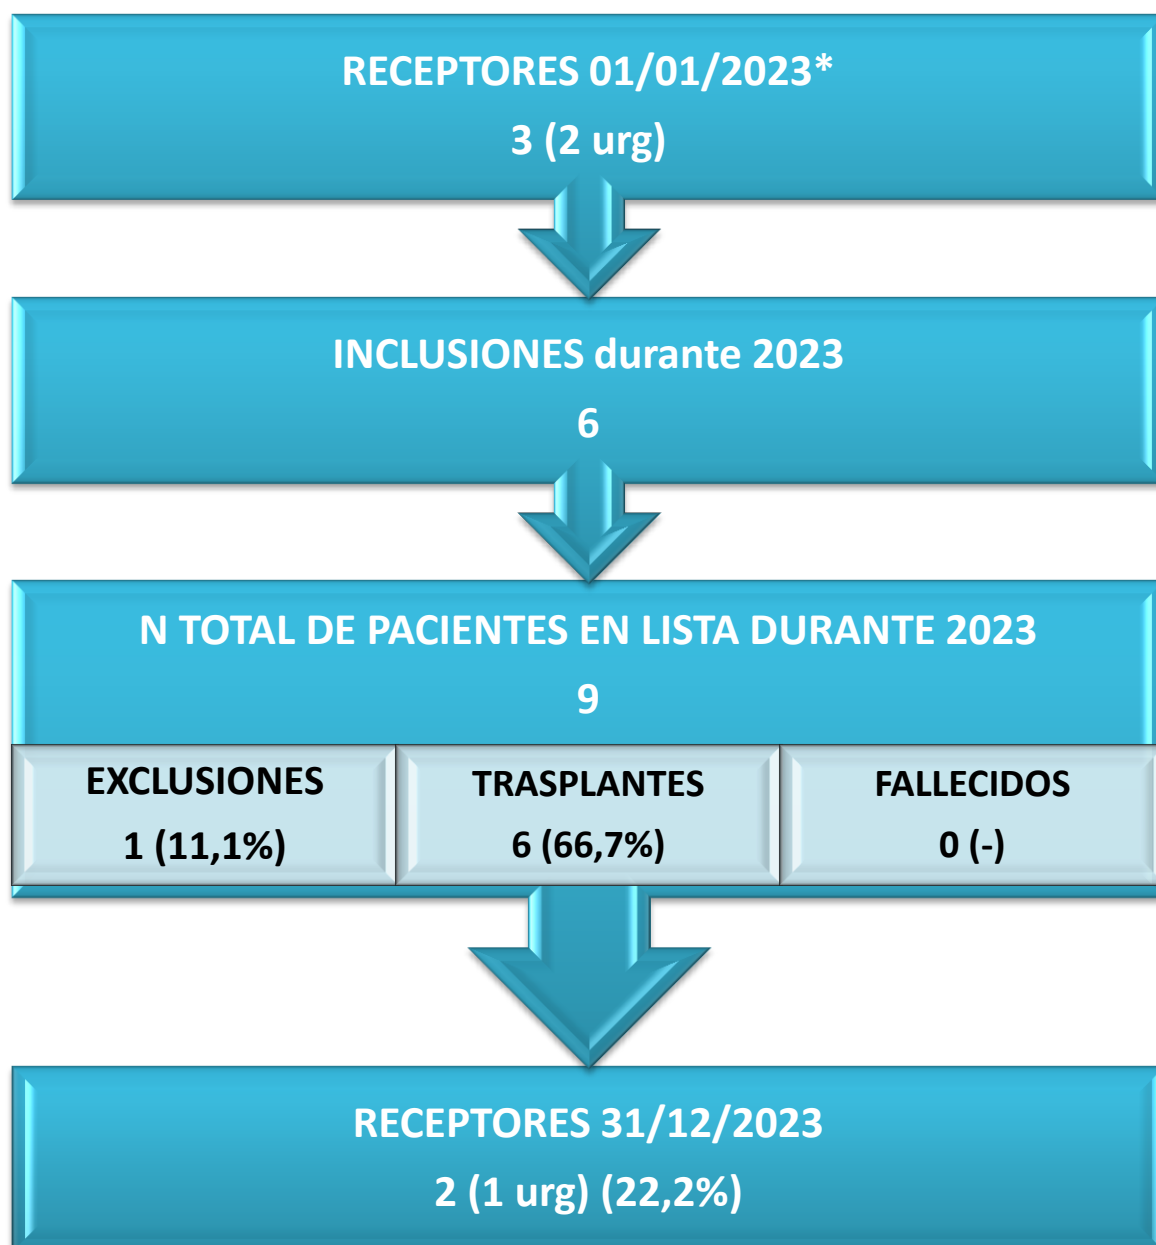 RECEPTORES 01/01/2023*
3 (2 urg)
INCLUSIONES durante 2023
6
N TOTAL DE PACIENTES EN LISTA DURANTE 2023
9
EXCLUSIONES
1 (11,1%)
TRASPLANTES
6 (66,7%)
FALLECIDOS
0 (-)
RECEPTORES 31/12/2023
2 (1 urg) (22,2%)